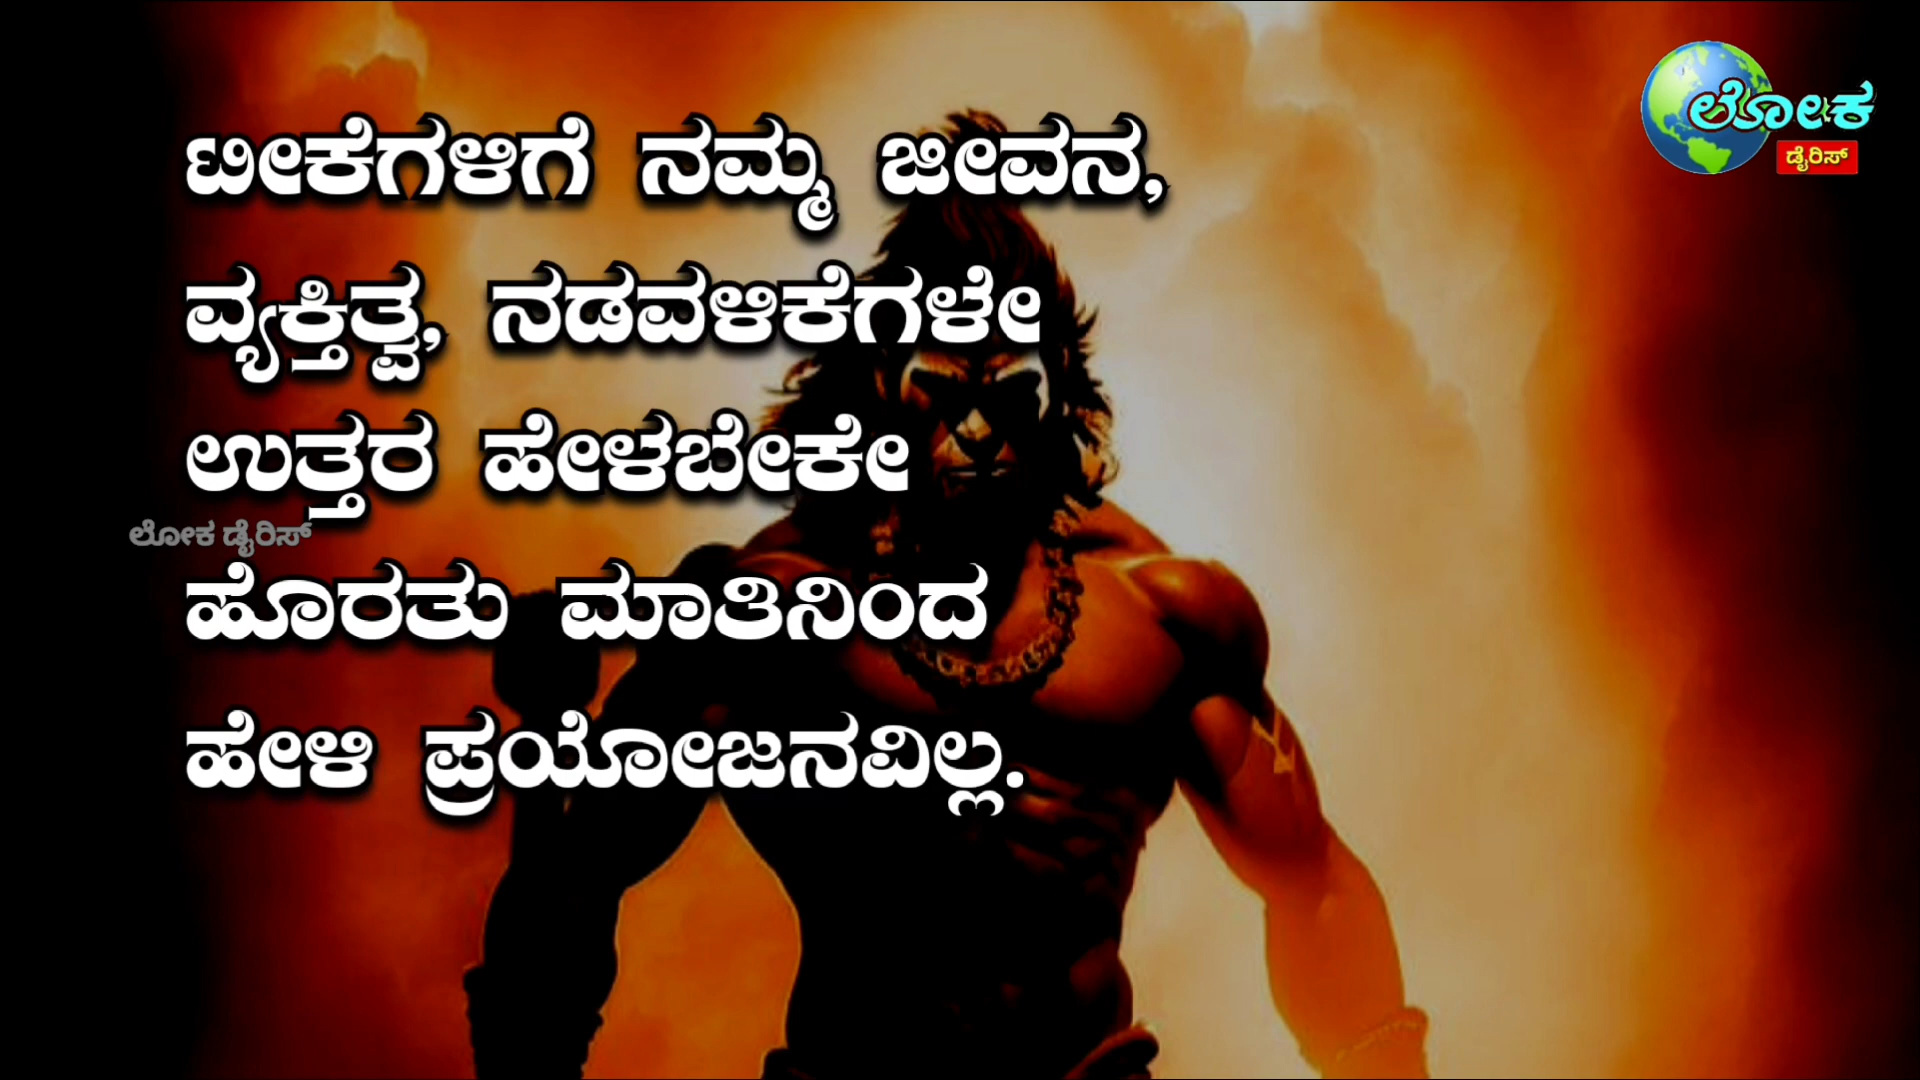 ಲೋಕ
ಡೈರಿಸ್
ಟೀಕೆಗಳಿಗೆ ನಮ್ಮ ಜೀವನ,
ವ್ಯಕ್ತಿತ್ವ, ನಡವಳಿಕೆಗಳೇ
ಉತ್ತರ ಹೇಳಬೇಕೇ
ಲೋಕ ಡೈರಿಸ್
ಹೊರತು ಮಾತಿನಿಂದ
ಹೇಳಿ ಪ್ರಯೋಜನವಿಲ್ಲ.